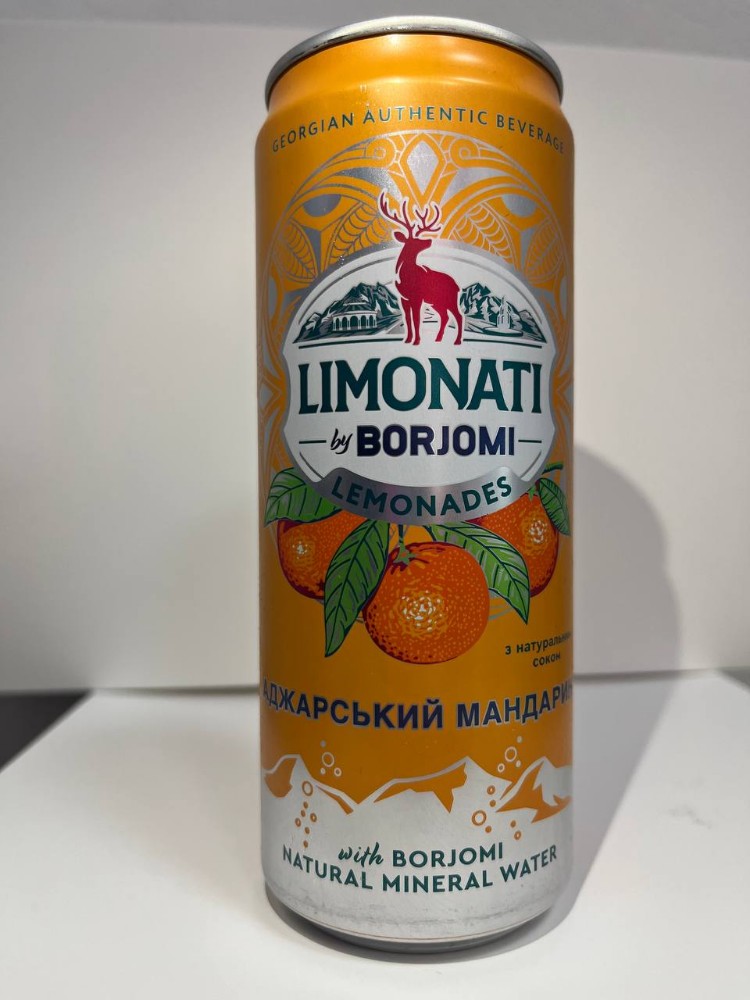 GEORGIAN AUTHENTIC BEVERAGE
LIMONATI
by BORJOMI
LEMONADES
з натуральним
соком
АДЖАРСЬКИЙ МАНДАРИН
with BORJOMI
NATURAL MINERAL WATER